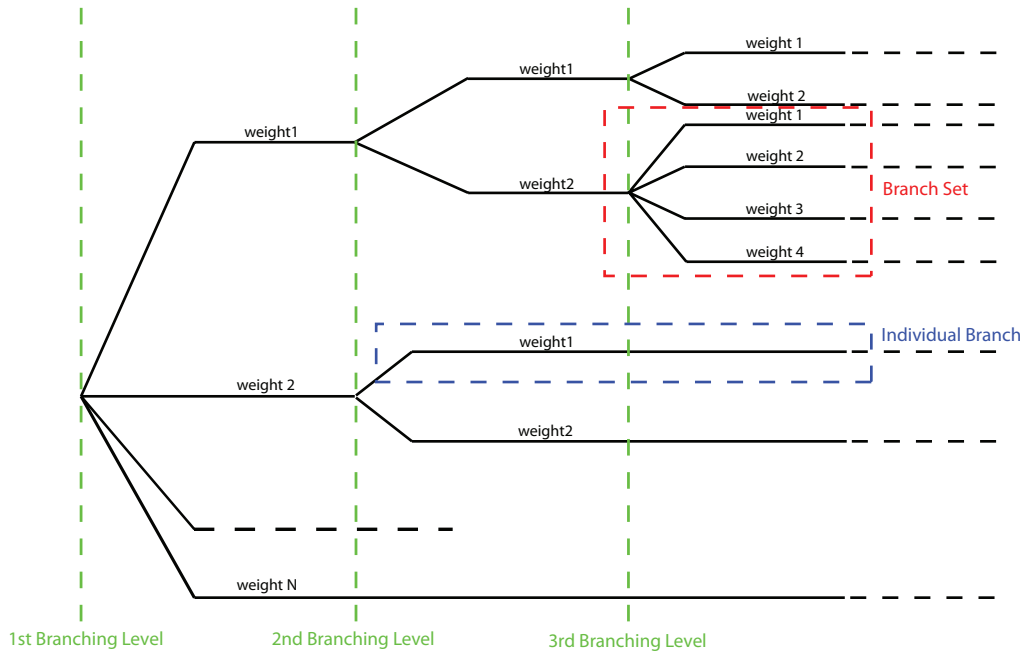 weight 1
weight1
weight 2
weight 1
weight1
weight 2
weight2
Branch Set
weight 3
weight 4
Individual Branch
weight1
weight 2
weight2
weight N
1st Branching Level
2nd Branching Level
3rd Branching Level